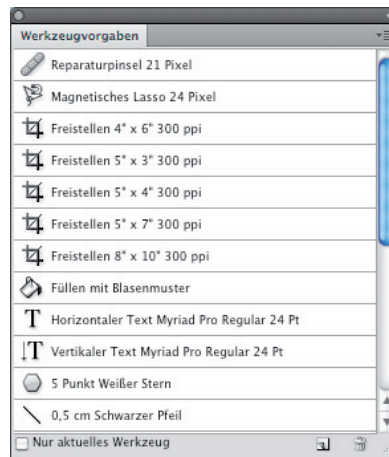 Werkzeugvorgaben
Reparaturpinsel 21 Pixel
Magnetisches Lasso 24 Pixel
Freistellen 4" x 6" 300 ppi
Freistellen 5" x 3" 300 ppi
Freistellen 5" x 4" 300 ppi
Freistellen 5" x 7" 300 ppi
Freistellen 8" x 10" 300 ppi
Füllen mit Blasenmuster
Horizontaler Text Myriad Pro Regular 24 Pt
Vertikaler Text Myriad Pro Regular 24 Pt
5 Punkt Weißer Stern
0,5 cm Schwarzer Pfeil
Nur aktuelles Werkzeug